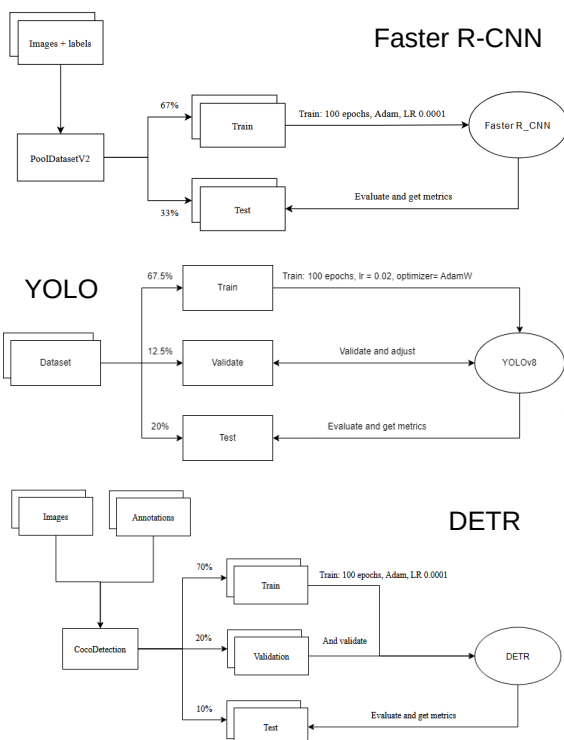 Faster R-CNN
Images + labels
67%
Train: 100 epochs, Adam, LR 0.0001
Train
Faster R_CNN
PoolDatasetV2
Evaluate and get metrics
Test
33%
YOLO
67.5%
Train: 100 epochs, lr = 0.02, optimizer= AdamW
Train
12.5%
Validate and adjust
Dataset
Validate
YOLOv8
20%
Evaluate and get metrics
Test
Images
Annotations
DETR
70%
Train: 100 epochs, Adam, LR 0.0001
Train
20%
And validate
CocoDetection
Validation
DETR
10%
Evaluate and get metrics
Test